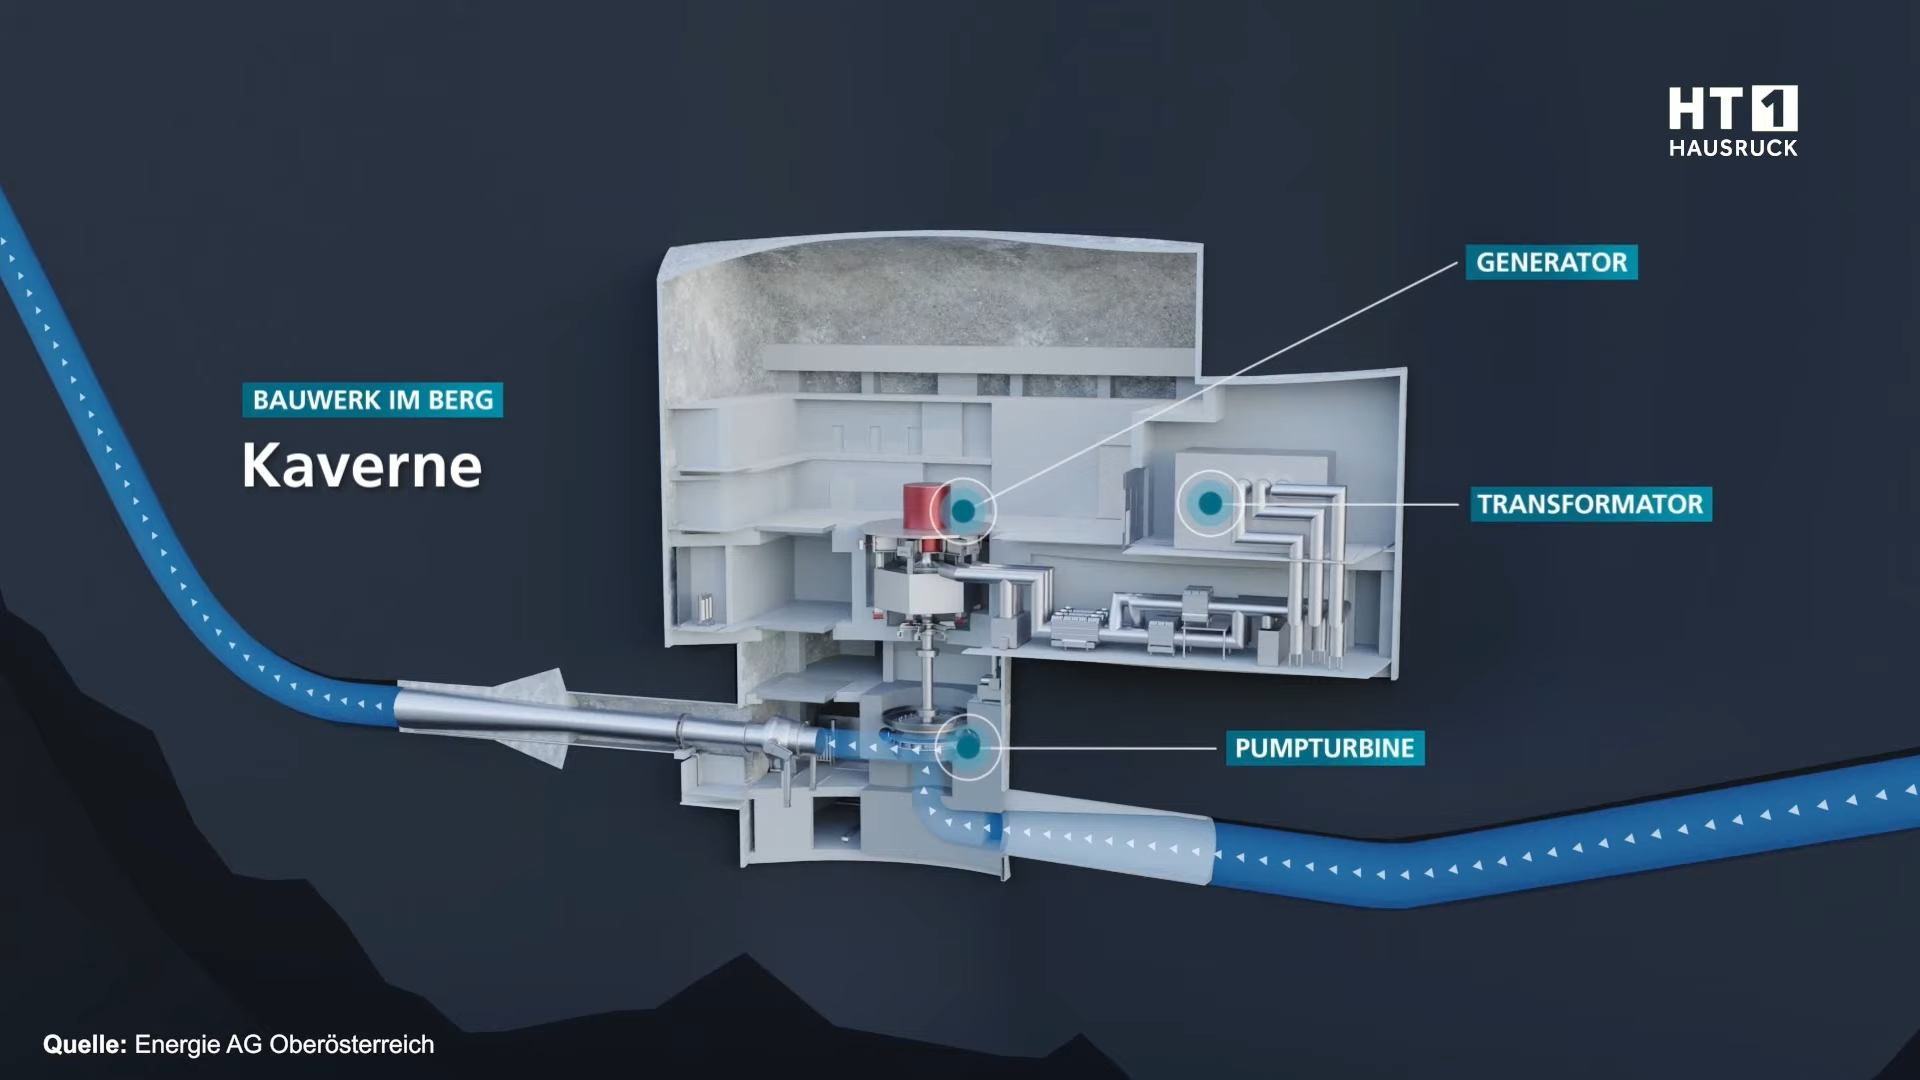 HT1
HAUSRUCK
GENERATOR
BAUWERK IM BERG
Kaverne
TRANSFORMATOR
PUMPTURBINE
Quelle: Energie AG Oberösterreich